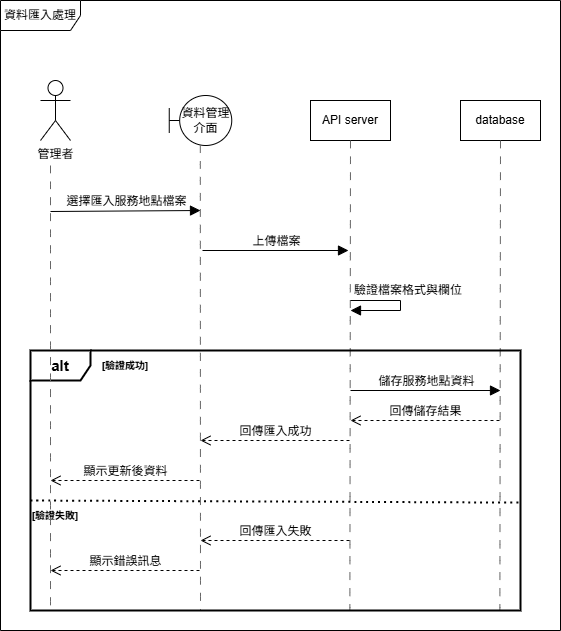 資料匯入處理
管理者
資料管理
介面
API server
database
選擇匯入服務地點檔案
上傳檔案
驗證檔案格式與欄位
alt
[驗證成功]
儲存服務地點資料
回傳儲存結果
回傳匯入成功
顯示更新後資料
[驗證失敗]
回傳匯入失敗
顯示錯誤訊息